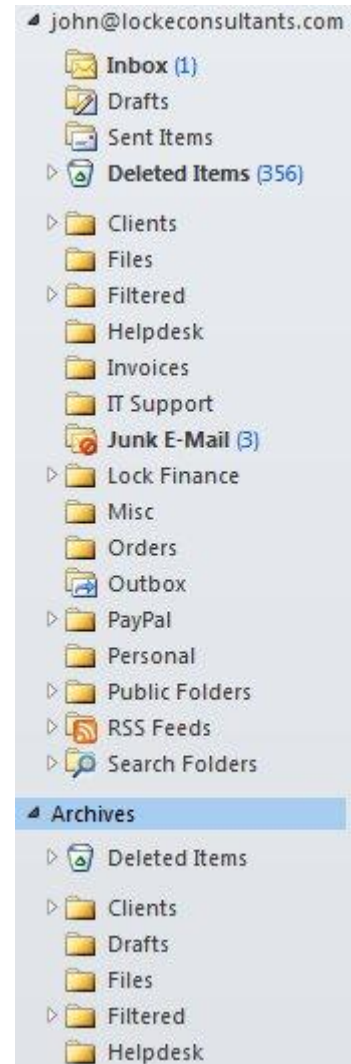 john@lockeconsultants.com
Inbox (1)
Drafts
Sent Items
Deleted Items (356)
Clients
Files
Filtered
Helpdesk
Invoices
IT Support
Junk E-Mail (3)
Lock Finance
Misc
Orders
Outbox
PayPal
Personal
Public Folders
RSS Feeds
Search Folders
Archives
Deleted Items
Clients
Drafts
Files
Filtered
Helpdesk